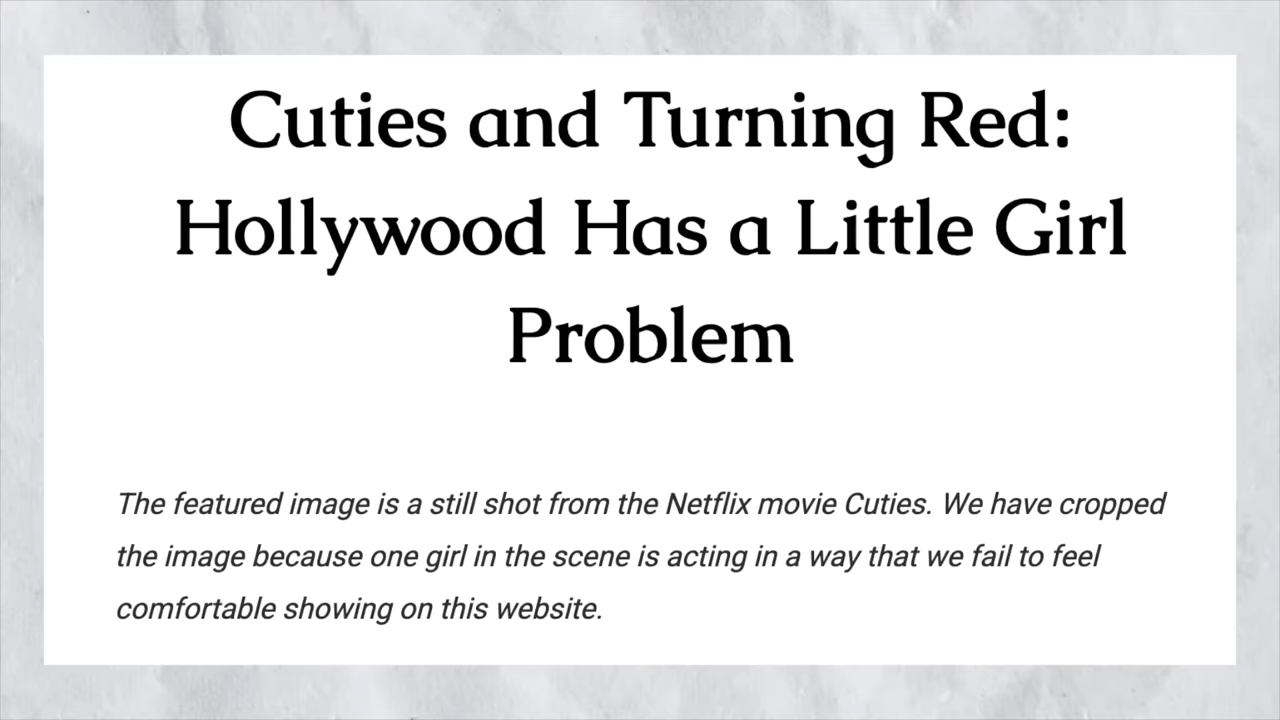 Cuties and Turning Red:
Hollywood Has a Little Girl
Problem
The featured image is a still shot from the Netflix movie Cuties. We have cropped
the image because one girl in the scene is acting in a way that we fail to feel
comfortable showing on this website.